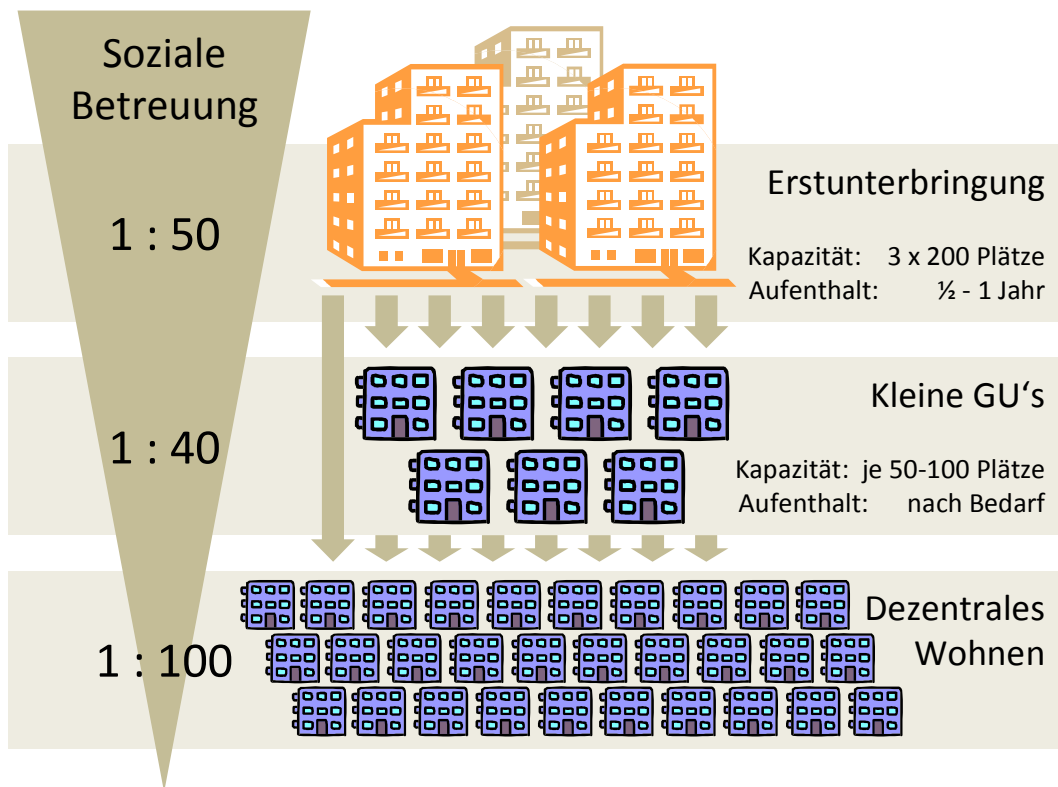 Soziale
Betreuung
1 : 50
Erstunterbringung
Kapazität: 3 x 200 Plätze
Aufenthalt: ½ - 1 Jahr
1 : 40
Kleine GU‘s
Kapazität: je 50-100 Plätze
Aufenthalt: nach Bedarf
1 : 100
Dezentrales
Wohnen